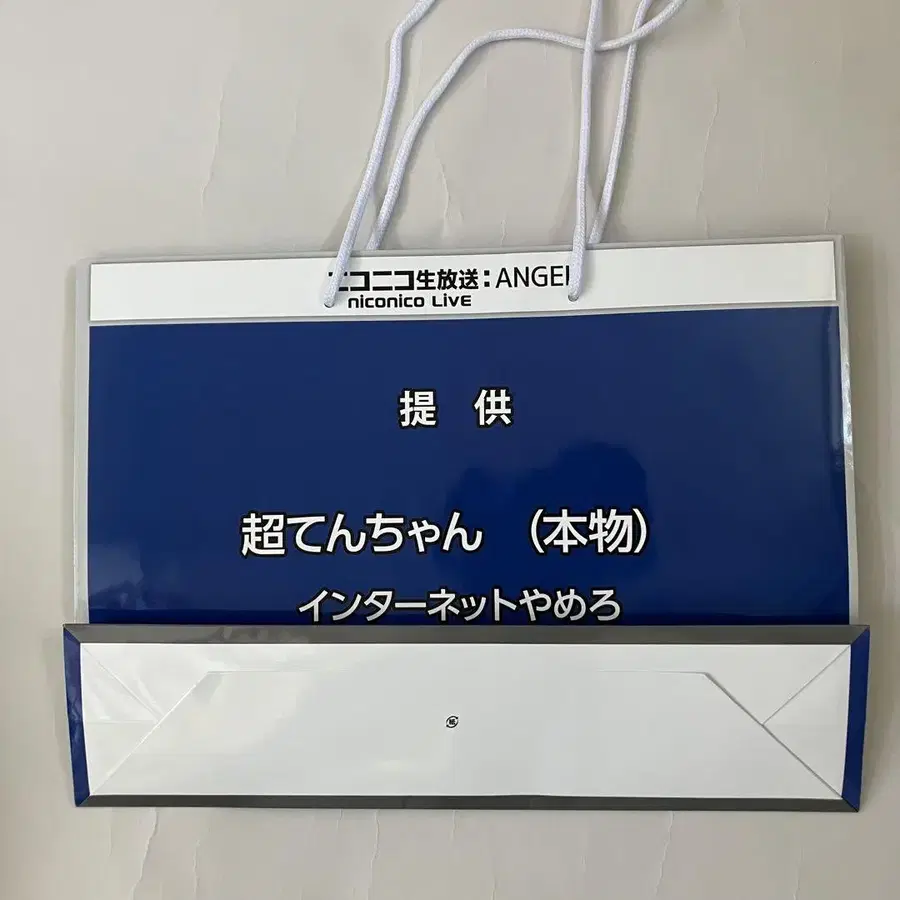 ニコニコ生放送:ANGEL
niconico LiVE
提 供
超てんちゃん (本物)
インターネットやめろ
紙